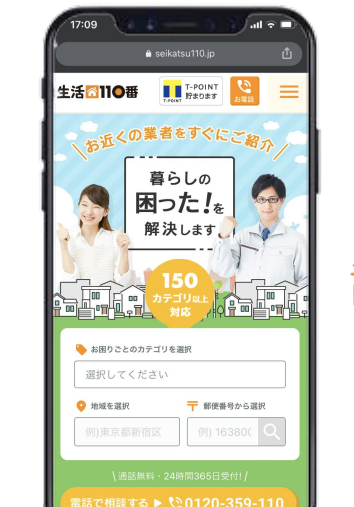 17:09
seikatsu110.jp
生活110番
T-POINT
T-POINT
貯まります
お電話
お近くの業者をすぐにご紹介
暮らしの
困った!を
解決します
150
カテゴリ以上
対応
お困りごとのカテゴリを選択
選択してください
地域を選択
郵便番号から選択
例)東京都新宿区
例) 16380
\ 通話無料・24時間365日受付! /
電話で相談する ▶ 0120-359-110